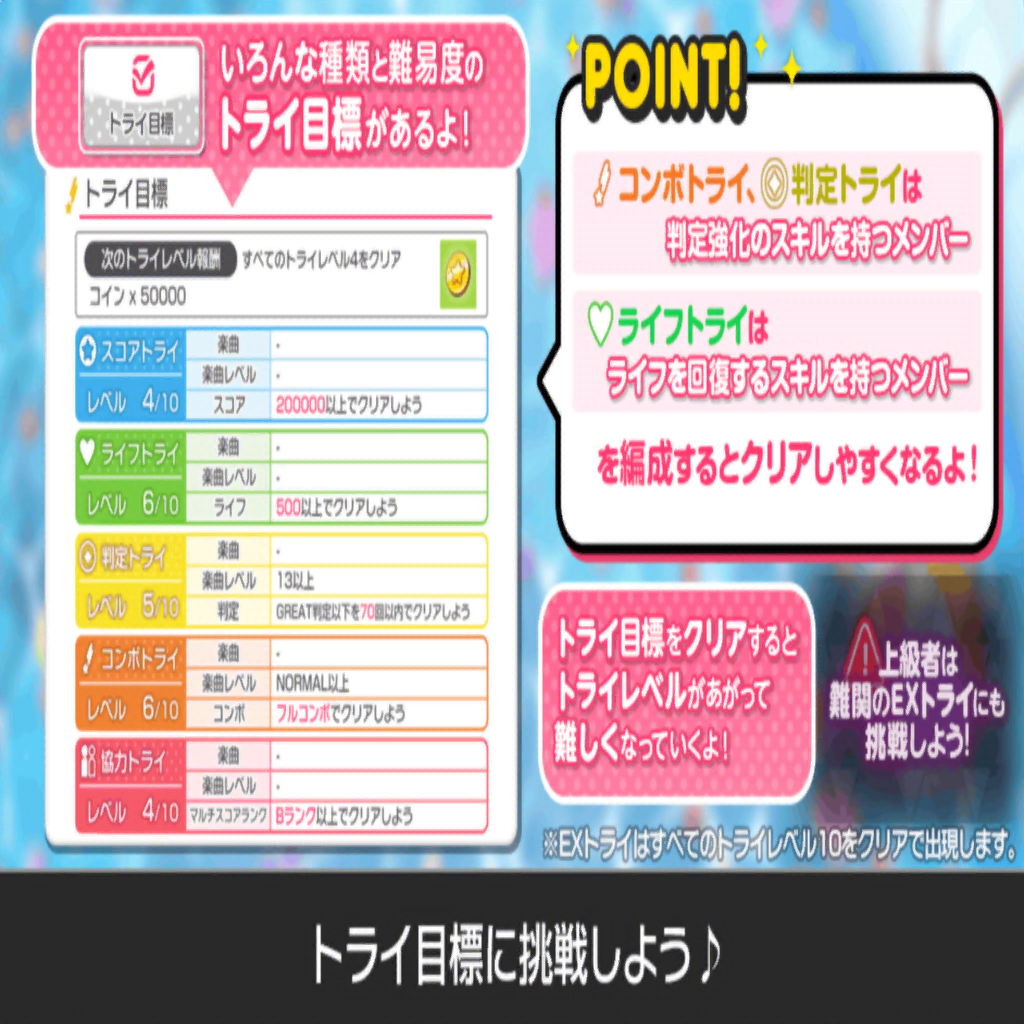 トライ目標
いろんな種類と難易度の
トライ目標があるよ!
トライ目標
次のトライレベル報酬 すべてのトライレベル4をクリア
コイン x 50000
スコアトライ
レベル 4/10
楽曲 -
楽曲レベル -
スコア 200000以上でクリアしよう
ライフトライ
レベル 6/10
楽曲 -
楽曲レベル -
ライフ 500以上でクリアしよう
判定トライ
レベル 5/10
楽曲 -
楽曲レベル 13以上
判定 GREAT判定以下を70回以内でクリアしよう
コンボトライ
レベル 6/10
楽曲 -
楽曲レベル NORMAL以上
コンボ フルコンボでクリアしよう
協力トライ
レベル 4/10
楽曲 -
楽曲レベル -
マルチスコアランク Bランク以上でクリアしよう
POINT!
コンボトライ、判定トライは
判定強化のスキルを持つメンバー
ライフトライは
ライフを回復するスキルを持つメンバー
を編成するとクリアしやすくなるよ!
トライ目標をクリアすると
トライレベルがあがって
難しくなっていくよ!
上級者は
難関のEXトライにも
挑戦しよう!
※EXトライはすべてのトライレベル10をクリアで出現します。
トライ目標に挑戦しよう♪